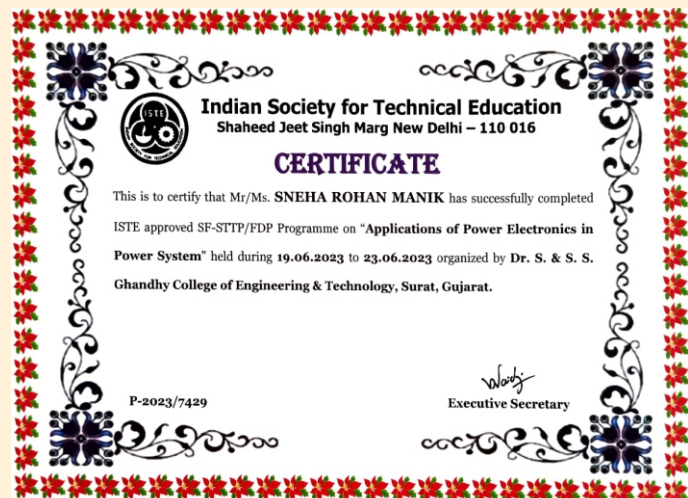 ISTE
Indian Society for Technical Education
Shaheed Jeet Singh Marg New Delhi – 110 016
CERTIFICATE
This is to certify that Mr/Ms. SNEHA ROHAN MANIK has successfully completed
ISTE approved SF-STTP/FDP Programme on “Applications of Power Electronics in
Power System” held during 19.06.2023 to 23.06.2023 organized by Dr. S. & S. S.
Ghandhy College of Engineering & Technology, Surat, Gujarat.
P-2023/7429
Executive Secretary